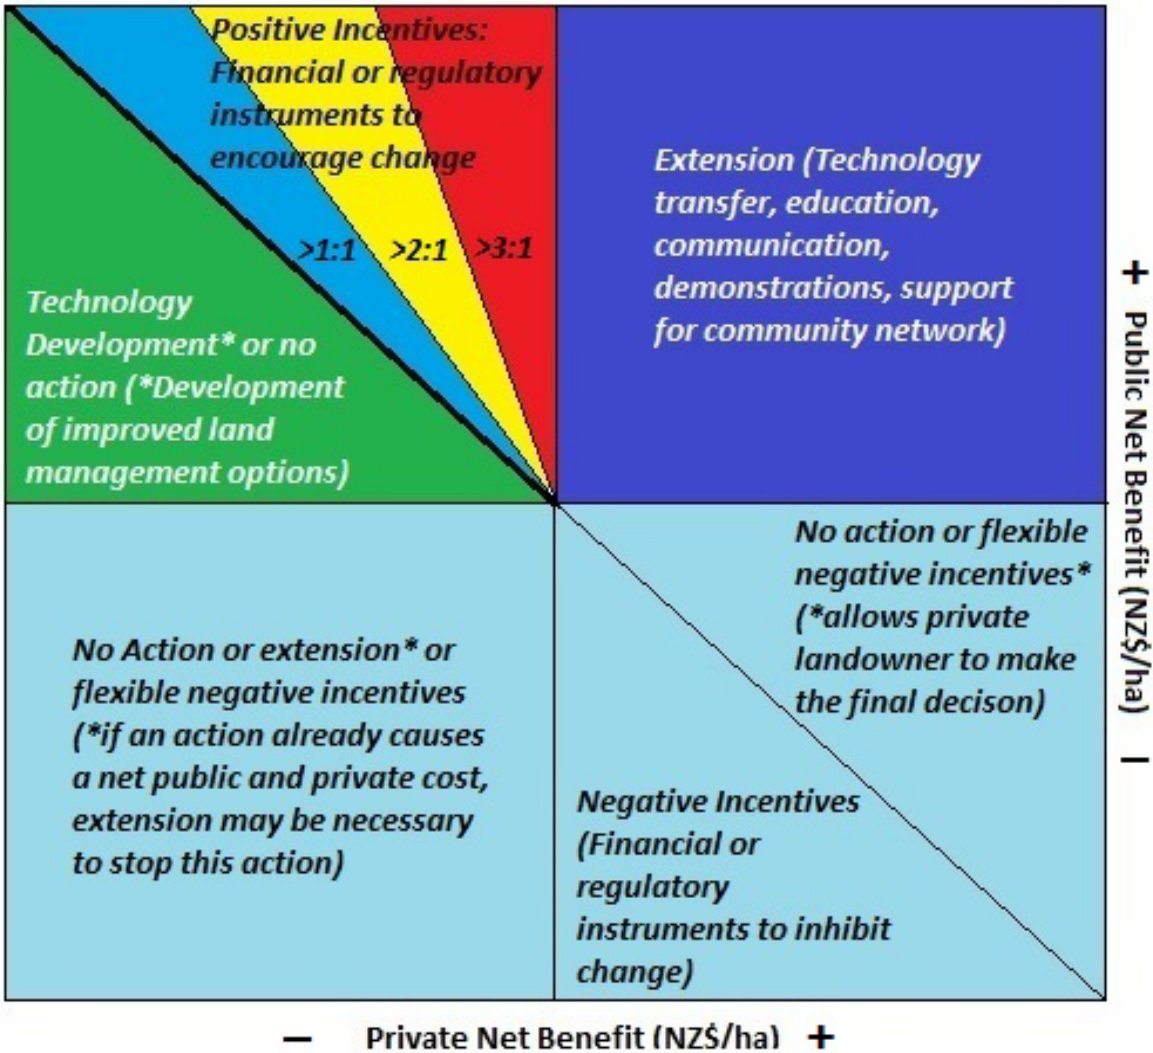 Positive Incentives:
Financial or regulatory
instruments to
encourage change
>1:1
>2:1
>3:1
Technology
Development* or no
action (*Development
of improved land
management options)
Extension (Technology
transfer, education,
communication,
demonstrations, support
for community network)
No Action or extension* or
flexible negative incentives
(*if an action already causes
a net public and private cost,
extension may be necessary
to stop this action)
No action or flexible
negative incentives*
(*allows private
landowner to make
the final decison)
Negative Incentives
(Financial or
regulatory
instruments to inhibit
change)
+ Public Net Benefit (NZ$/ha) −
− Private Net Benefit (NZ$/ha) +